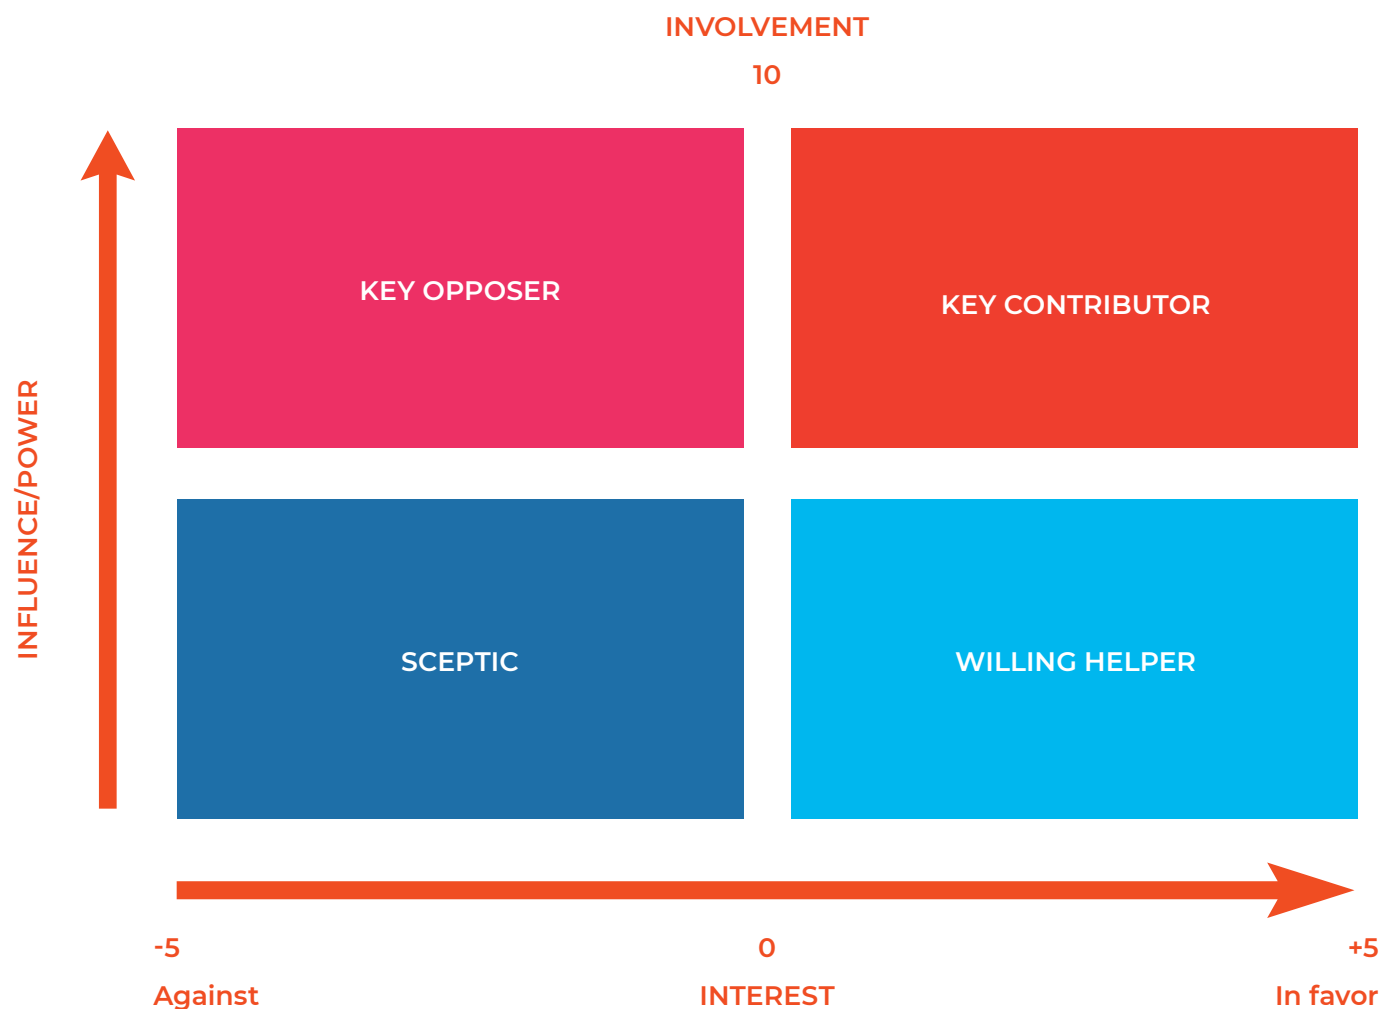 INVOLVEMENT
10
INFLUENCE/POWER
KEY OPPOSER
KEY CONTRIBUTOR
SCEPTIC
WILLING HELPER
-5
0
+5
Against
INTEREST
In favor